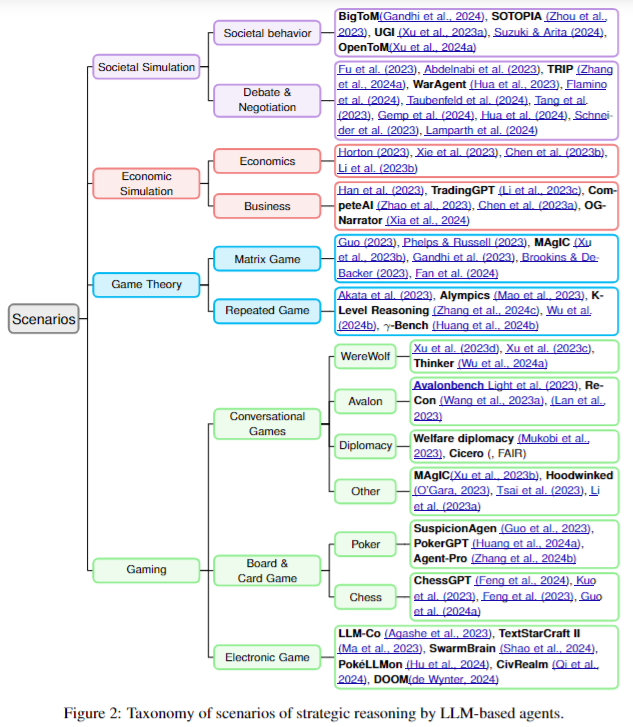 Scenarios
Societal Simulation
Societal behavior
BigToM(Gandhi et al., 2024), SOTOPIA (Zhou et al.,
2023), UGI (Xu et al., 2023a), Suzuki & Arita (2024),
OpenToM(Xu et al., 2024a)
Debate &
Negotiation
Fu et al. (2023), Abdelnabi et al. (2023), TRIP (Zhang
et al., 2024a), WarAgent (Hua et al., 2023), Flamino
et al. (2024), Taubenfeld et al. (2024), Tang et al.
(2023), Gemp et al. (2024), Hua et al. (2024), Schnei-
der et al. (2023), Lamparth et al. (2024)
Economic
Simulation
Economics
Horton (2023), Xie et al. (2023), Chen et al. (2023b),
Li et al. (2023b)
Business
Han et al. (2023), TradingGPT (Li et al., 2023c), Com-
peteAI (Zhao et al., 2023), Chen et al. (2023a), OG-
Narrator (Xia et al., 2024)
Game Theory
Matrix Game
Guo (2023), Phelps & Russell (2023), MAgIC (Xu
et al., 2023b), Gandhi et al. (2023), Brookins & De-
Backer (2023), Fan et al. (2024)
Repeated Game
Akata et al. (2023), Alympics (Mao et al., 2023), K-
Level Reasoning (Zhang et al., 2024c), Wu et al.
(2024b), γ-Bench (Huang et al., 2024b)
Gaming
Conversational
Games
WereWolf
Xu et al. (2023d), Xu et al. (2023c),
Thinker (Wu et al., 2024a)
Avalon
Avalonbench Light et al. (2023), Re-
Con (Wang et al., 2023a), (Lan et al.,
2023)
Diplomacy
Welfare diplomacy (Mukobi et al.,
2023), Cicero (, FAIR)
Other
MAgIC(Xu et al., 2023b), Hoodwinked
(O'Gara, 2023), Tsai et al. (2023), Li
et al. (2023a)
Board &
Card Game
Poker
SuspicionAgen (Guo et al., 2023),
PokerGPT (Huang et al., 2024a),
Agent-Pro (Zhang et al., 2024b)
Chess
ChessGPT (Feng et al., 2024), Kuo
et al. (2023), Feng et al. (2023), Guo
et al. (2024a)
Electronic Game
LLM-Co (Agashe et al., 2023), TextStarCraft II
(Ma et al., 2023), SwarmBrain (Shao et al., 2024),
PokéLLMon (Hu et al., 2024), CivRealm (Qi et al.,
2024), DOOM(de Wynter, 2024)
Figure 2: Taxonomy of scenarios of strategic reasoning by LLM-based agents.